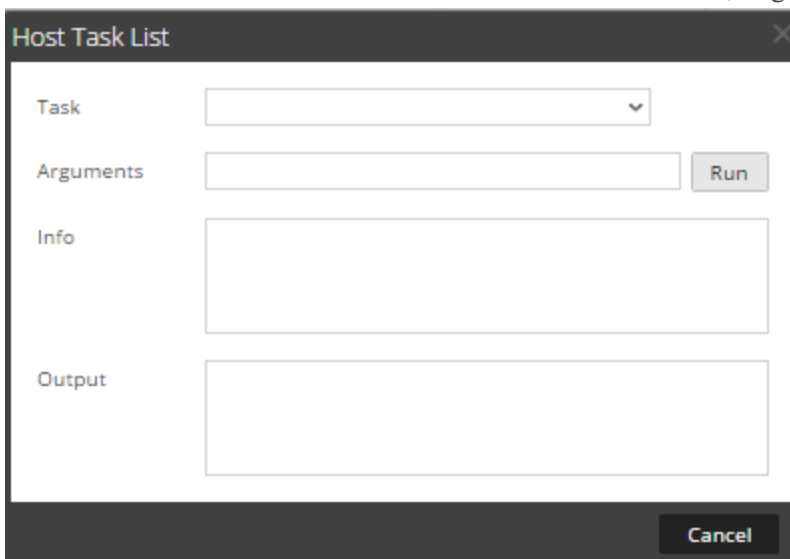 Host Task List
Task
Arguments
Run
Info
Output
Cancel